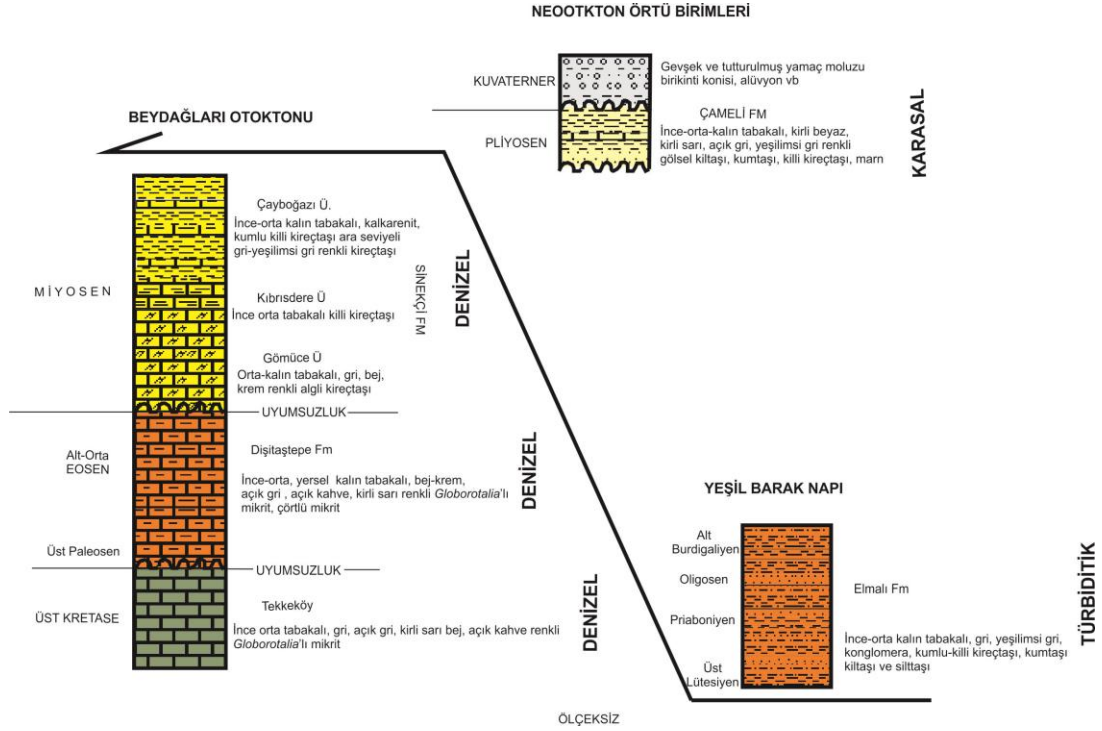 NEOOTKTON ÖRTÜ BİRİMLERİ
KUVATERNER
Gevşek ve tutturulmuş yamaç moluzu
birikinti konisi, alüvyon vb
PLİYOSEN
ÇAMELİ FM
İnce-orta-kalın tabakalı, kirli beyaz,
kirli sarı, açık gri, yeşilimsi gri renkli
gölsel kiltaşı, kumtaşı, killi kireçtaşı, marn
KARASAL
BEYDAĞLARI OTOKTONU
MİYOSEN
Çayboğazı Ü.
İnce-orta kalın tabakalı, kalkarenit,
kumlu killi kireçtaşı ara seviyeli
gri-yeşilimsi gri renkli kireçtaşı
Kıbrısdere Ü
İnce orta tabakalı killi kireçtaşı
Gömüce Ü
Orta-kalın tabakalı, gri, bej,
krem renkli algli kireçtaşı
SİNEKÇİ FM
DENİZEL
UYUMSUZLUK
Alt-Orta
EOSEN
Dişitaştepe Fm
İnce-orta, yersel kalın tabakalı, bej-krem,
açık gri , açık kahve, kirli sarı renkli Globorotalia'lı
mikrit, çörtlü mikrit
DENİZEL
Üst Paleosen
UYUMSUZLUK
ÜST KRETASE
Tekkeköy
İnce orta tabakalı, gri, açık gri, kirli sarı bej, açık kahve renkli
Globorotalia'lı mikrit
DENİZEL
YEŞİL BARAK NAPI
Alt
Burdigaliyen
Oligosen
Priaboniyen
Üst
Lütesiyen
Elmalı Fm
İnce-orta kalın tabakalı, gri, yeşilimsi gri,
konglomera, kumlu-killi kireçtaşı, kumtaşı
kiltaşı ve silttaşı
TÜRBİDİTİK
ÖLÇEKSİZ